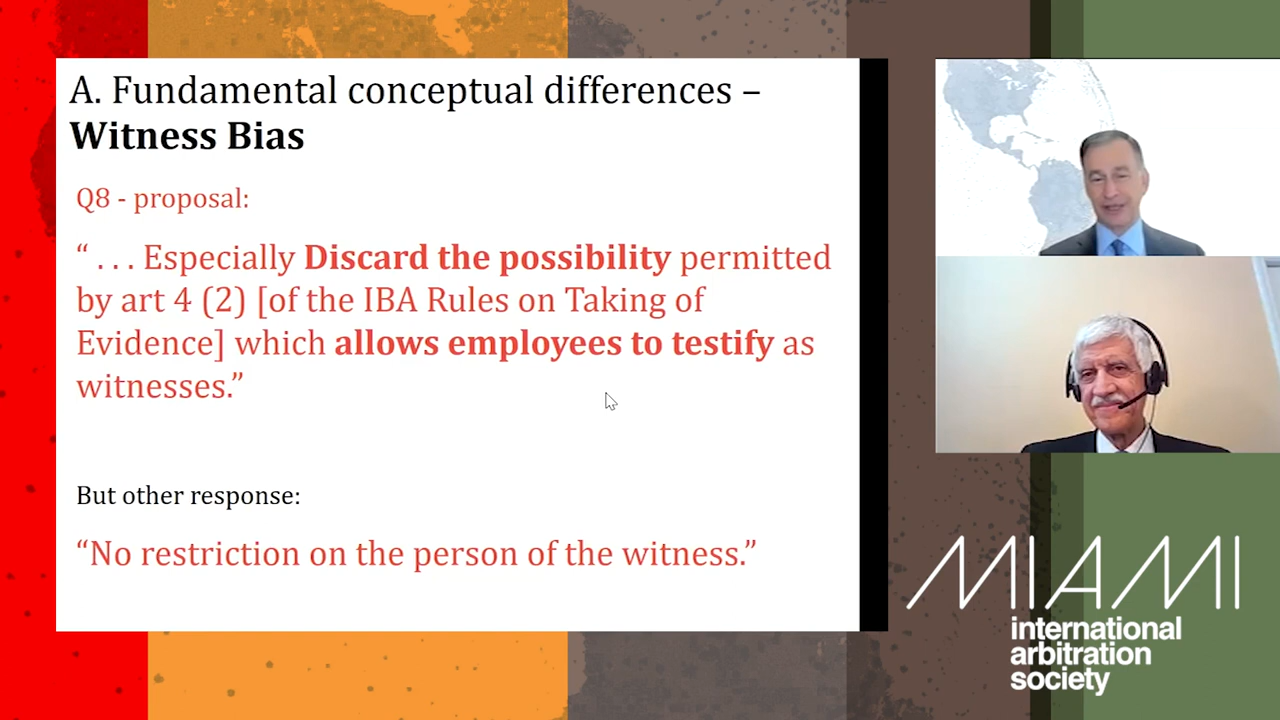 A. Fundamental conceptual differences –
Witness Bias
Q8 - proposal:
“ . . . Especially Discard the possibility permitted
by art 4 (2) [of the IBA Rules on Taking of
Evidence] which allows employees to testify as
witnesses.”
But other response:
“No restriction on the person of the witness.”
MIAMI
international
arbitration
society